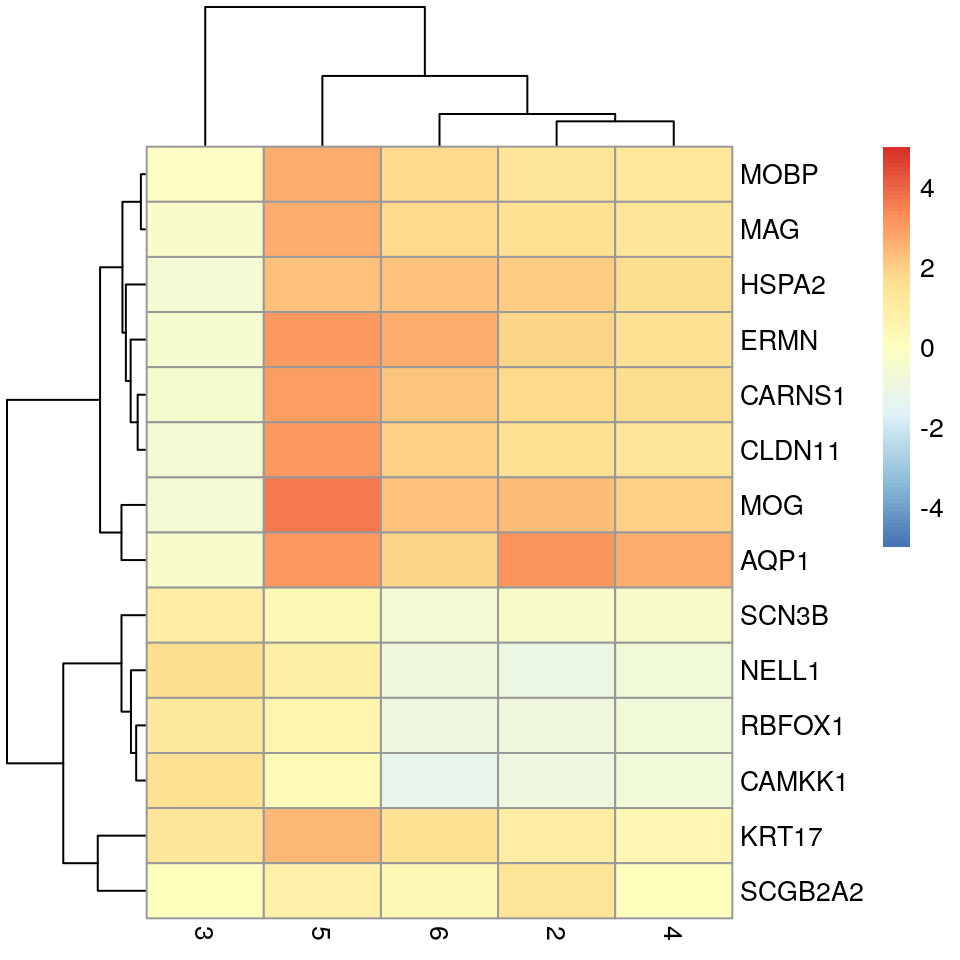 MOBP
MAG
HSPA2
ERMN
CARNS1
CLDN11
MOG
AQP1
SCN3B
NELL1
RBFOX1
CAMKK1
KRT17
SCGB2A2
4
2
0
-2
-4
3 5 6 2 4